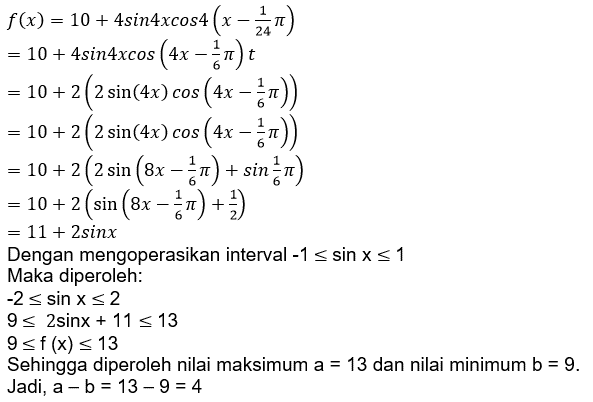 f(x) = 10 + 4sin4xcos4(x − 1/24 π)
= 10 + 4sin4xcos(4x − 1/6 π) t
= 10 + 2(2 sin(4x) cos(4x − 1/6 π))
= 10 + 2(2 sin(4x) cos(4x − 1/6 π))
= 10 + 2(2 sin(8x − 1/6 π) + sin 1/6 π)
= 10 + 2(sin(8x − 1/6 π) + 1/2)
= 11 + 2sinx
Dengan mengoperasikan interval -1 ≤ sin x ≤ 1
Maka diperoleh:
-2 ≤ sin x ≤ 2
9 ≤ 2sinx + 11 ≤ 13
9 ≤ f (x) ≤ 13
Sehingga diperoleh nilai maksimum a = 13 dan nilai minimum b = 9.
Jadi, a – b = 13 – 9 = 4